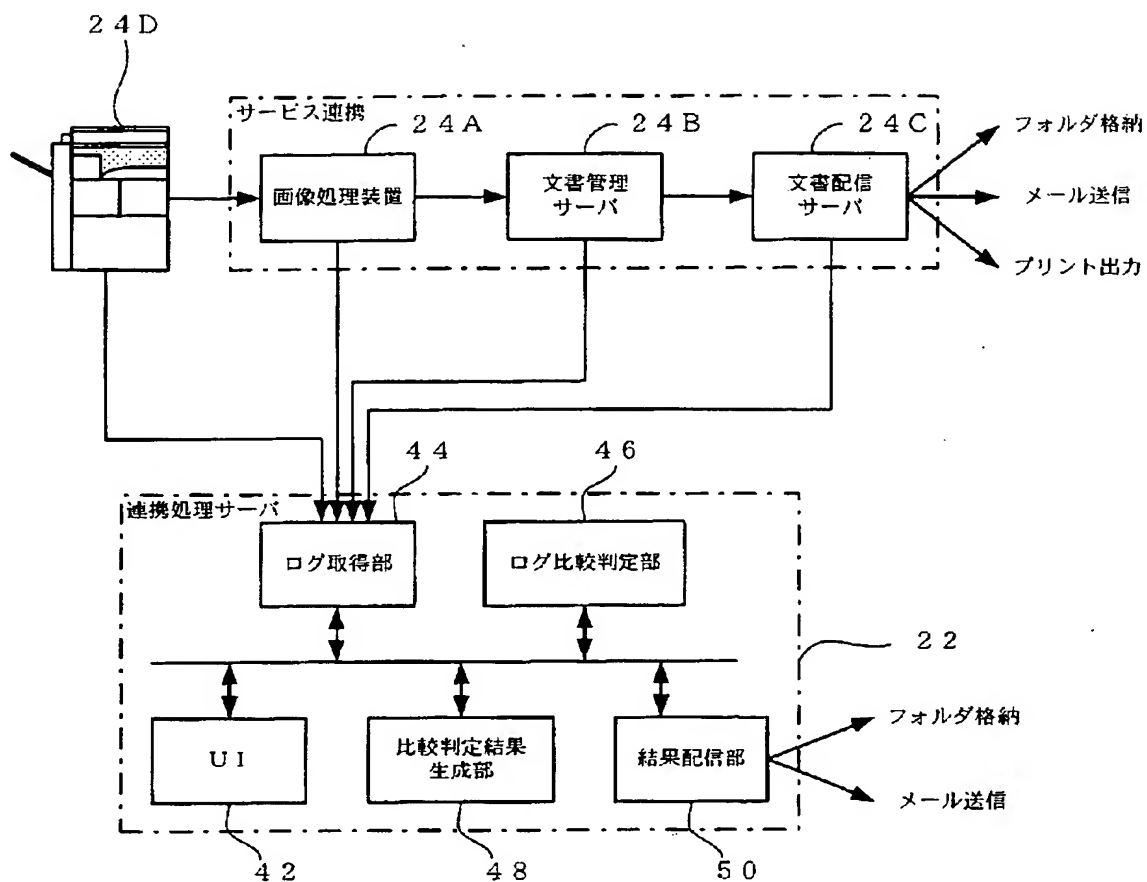 ２４D
サービス連携
２４A
２４B
２４C
画像処理装置
文書管理
サーバ
文書配信
サーバ
フォルダ格納
メール送信
プリント出力
４４
４６
連携処理サーバ
ログ取得部
ログ比較判定部
２２
UI
比較判定結果
生成部
結果配信部
フォルダ格納
メール送信
４２
４８
５０